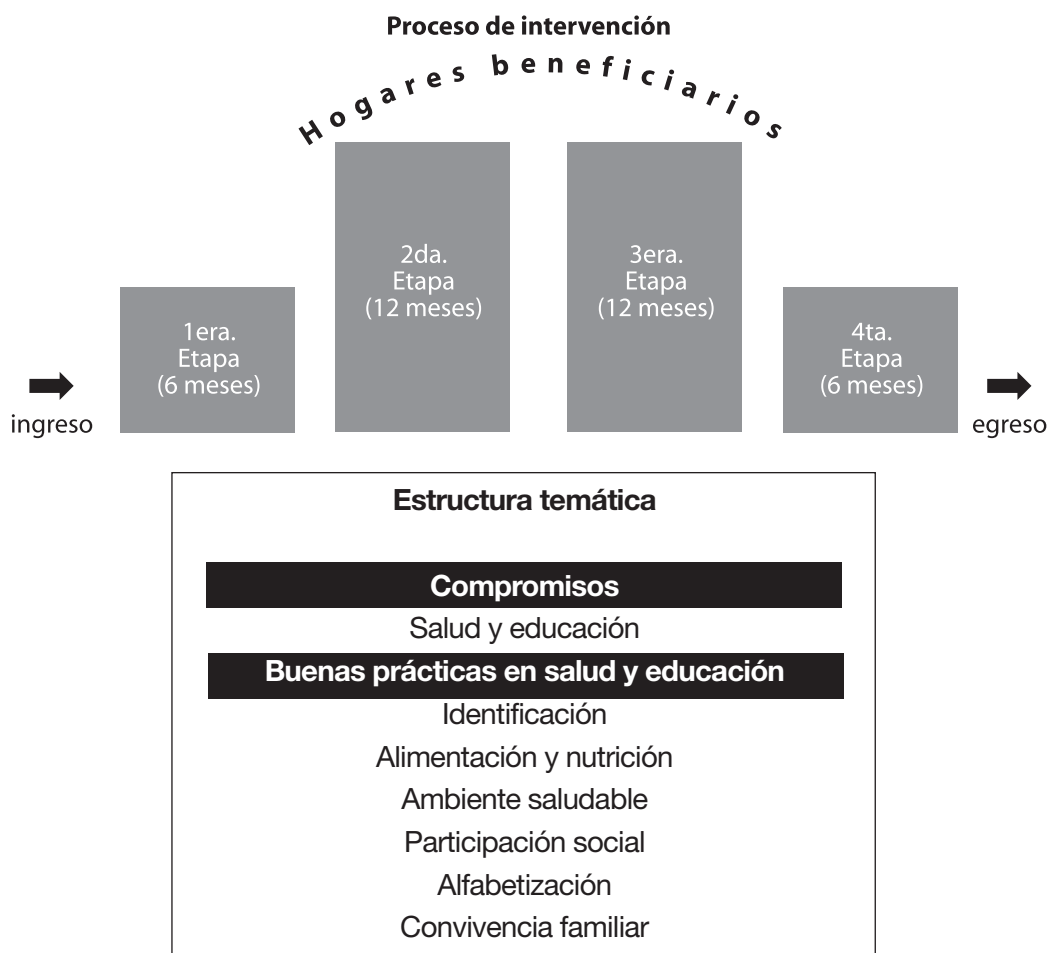 Proceso de intervención
Hogares beneficiarios
1era.
Etapa
(6 meses)
2da.
Etapa
(12 meses)
3era.
Etapa
(12 meses)
4ta.
Etapa
(6 meses)
ingreso
egreso
Estructura temática
Compromisos
Salud y educación
Buenas prácticas en salud y educación
Identificación
Alimentación y nutrición
Ambiente saludable
Participación social
Alfabetización
Convivencia familiar